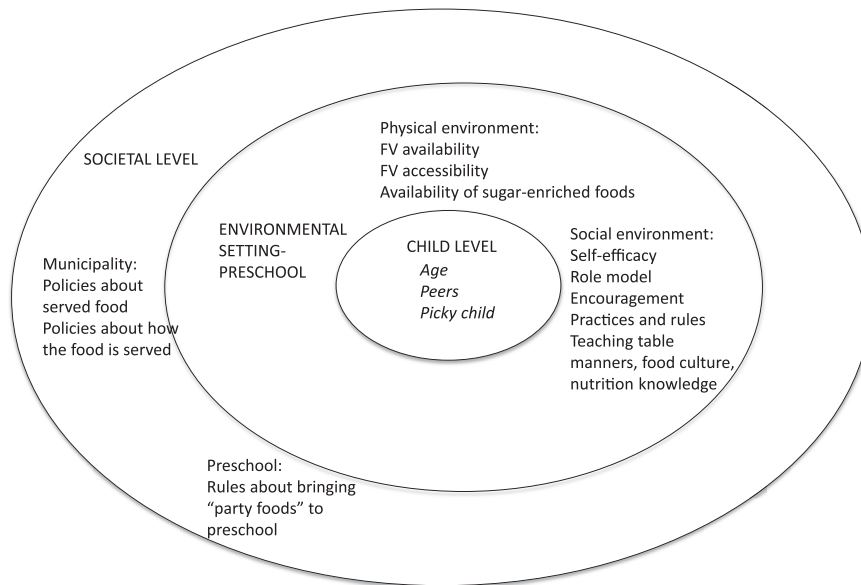 SOCIETAL LEVEL
Municipality:
Policies about
served food
Policies about how
the food is served
Preschool:
Rules about bringing
“party foods” to
preschool
ENVIRONMENTAL
SETTING-
PRESCHOOL
Physical environment:
FV availability
FV accessibility
Availability of sugar-enriched foods
CHILD LEVEL
Age
Peers
Picky child
Social environment:
Self-efficacy
Role model
Encouragement
Practices and rules
Teaching table
manners, food culture,
nutrition knowledge